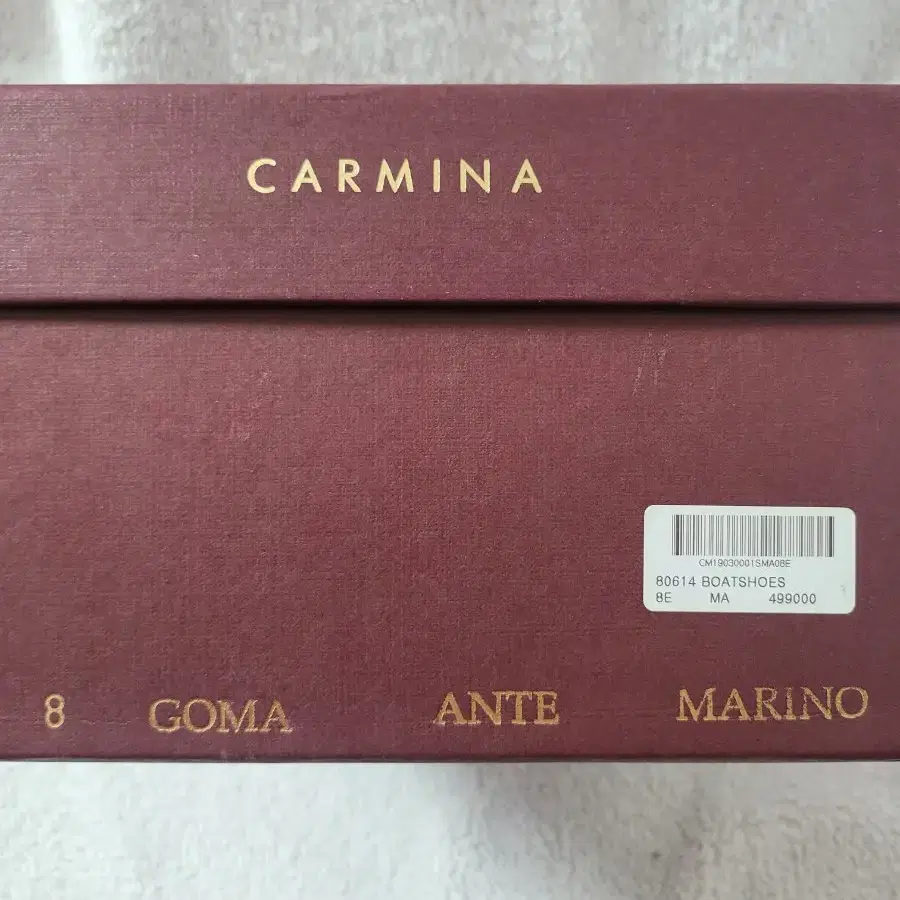 CARMINA
CM19030001SMA08E
80614 BOATSHOES
8E MA 499000
8 GOMA ANTE MARINO